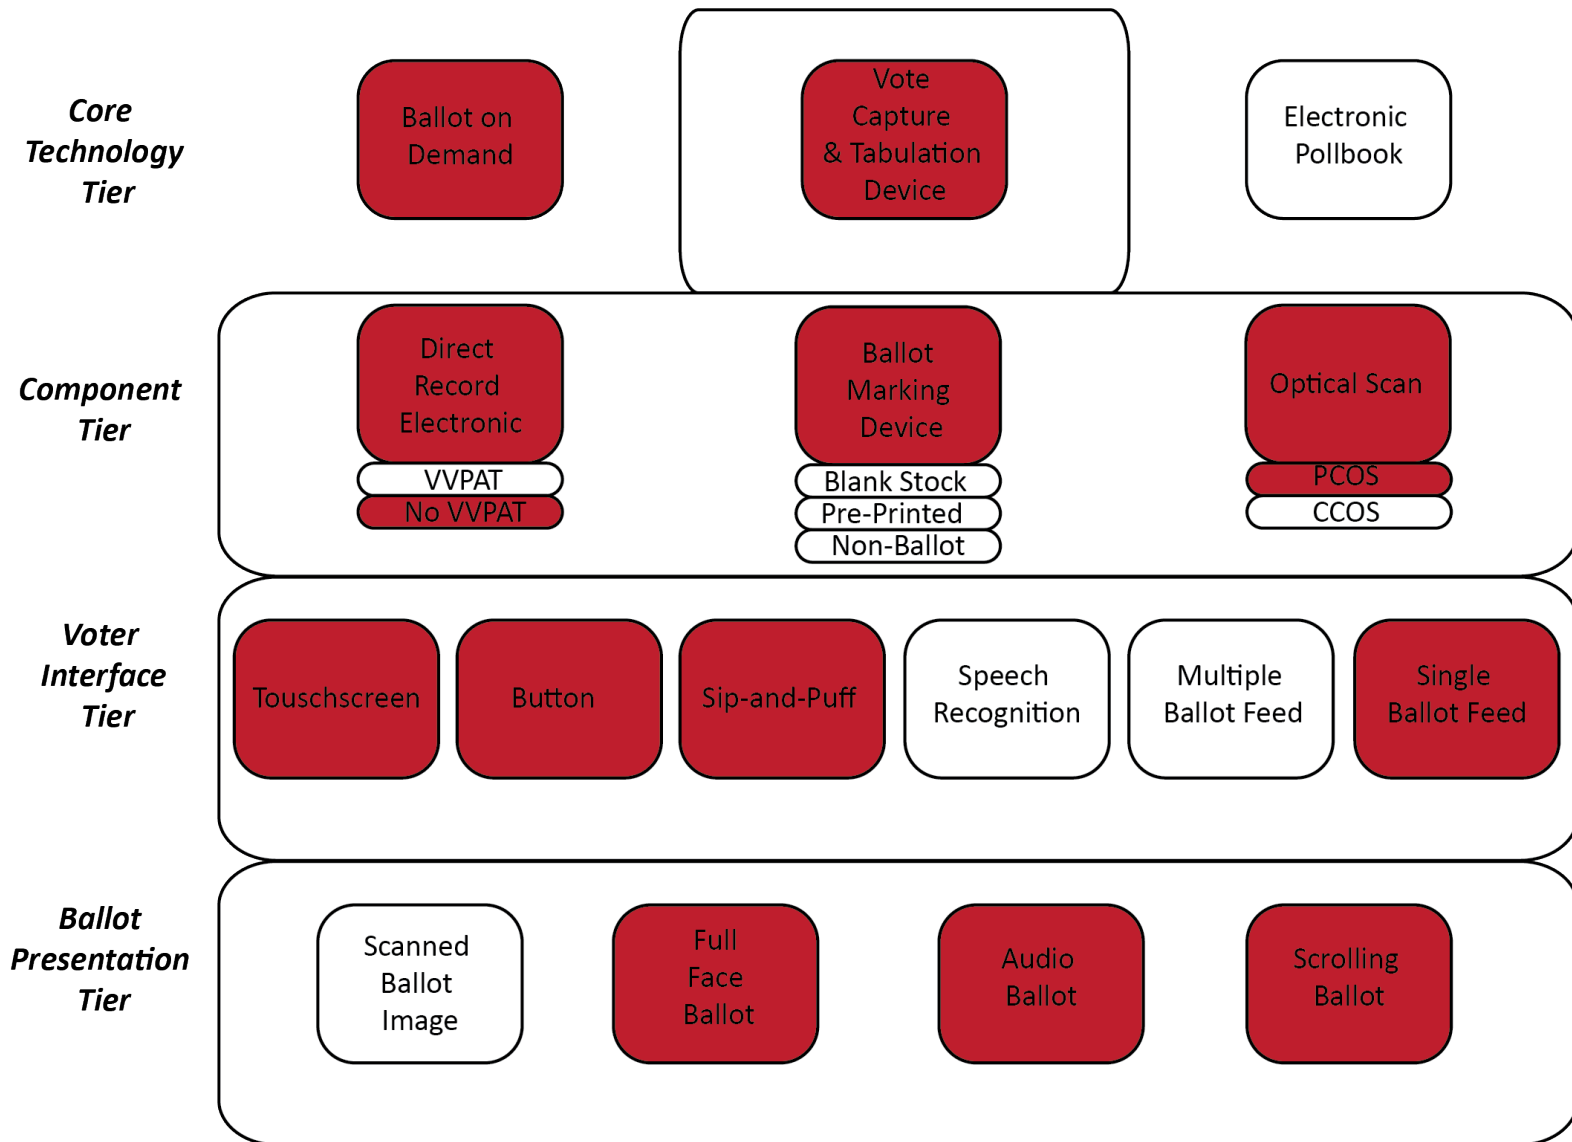 Core
Technology
Tier
Ballot on
Demand
Vote
Capture
& Tabulation
Device
Electronic
Pollbook
Component
Tier
Direct
Record
Electronic
VVPAT
No VVPAT
Ballot
Marking
Device
Blank Stock
Pre-Printed
Non-Ballot
Optical Scan
PCOS
CCOS
Voter
Interface
Tier
Touschscreen
Button
Sip-and-Puff
Speech
Recognition
Multiple
Ballot Feed
Single
Ballot Feed
Ballot
Presentation
Tier
Scanned
Ballot
Image
Full
Face
Ballot
Audio
Ballot
Scrolling
Ballot